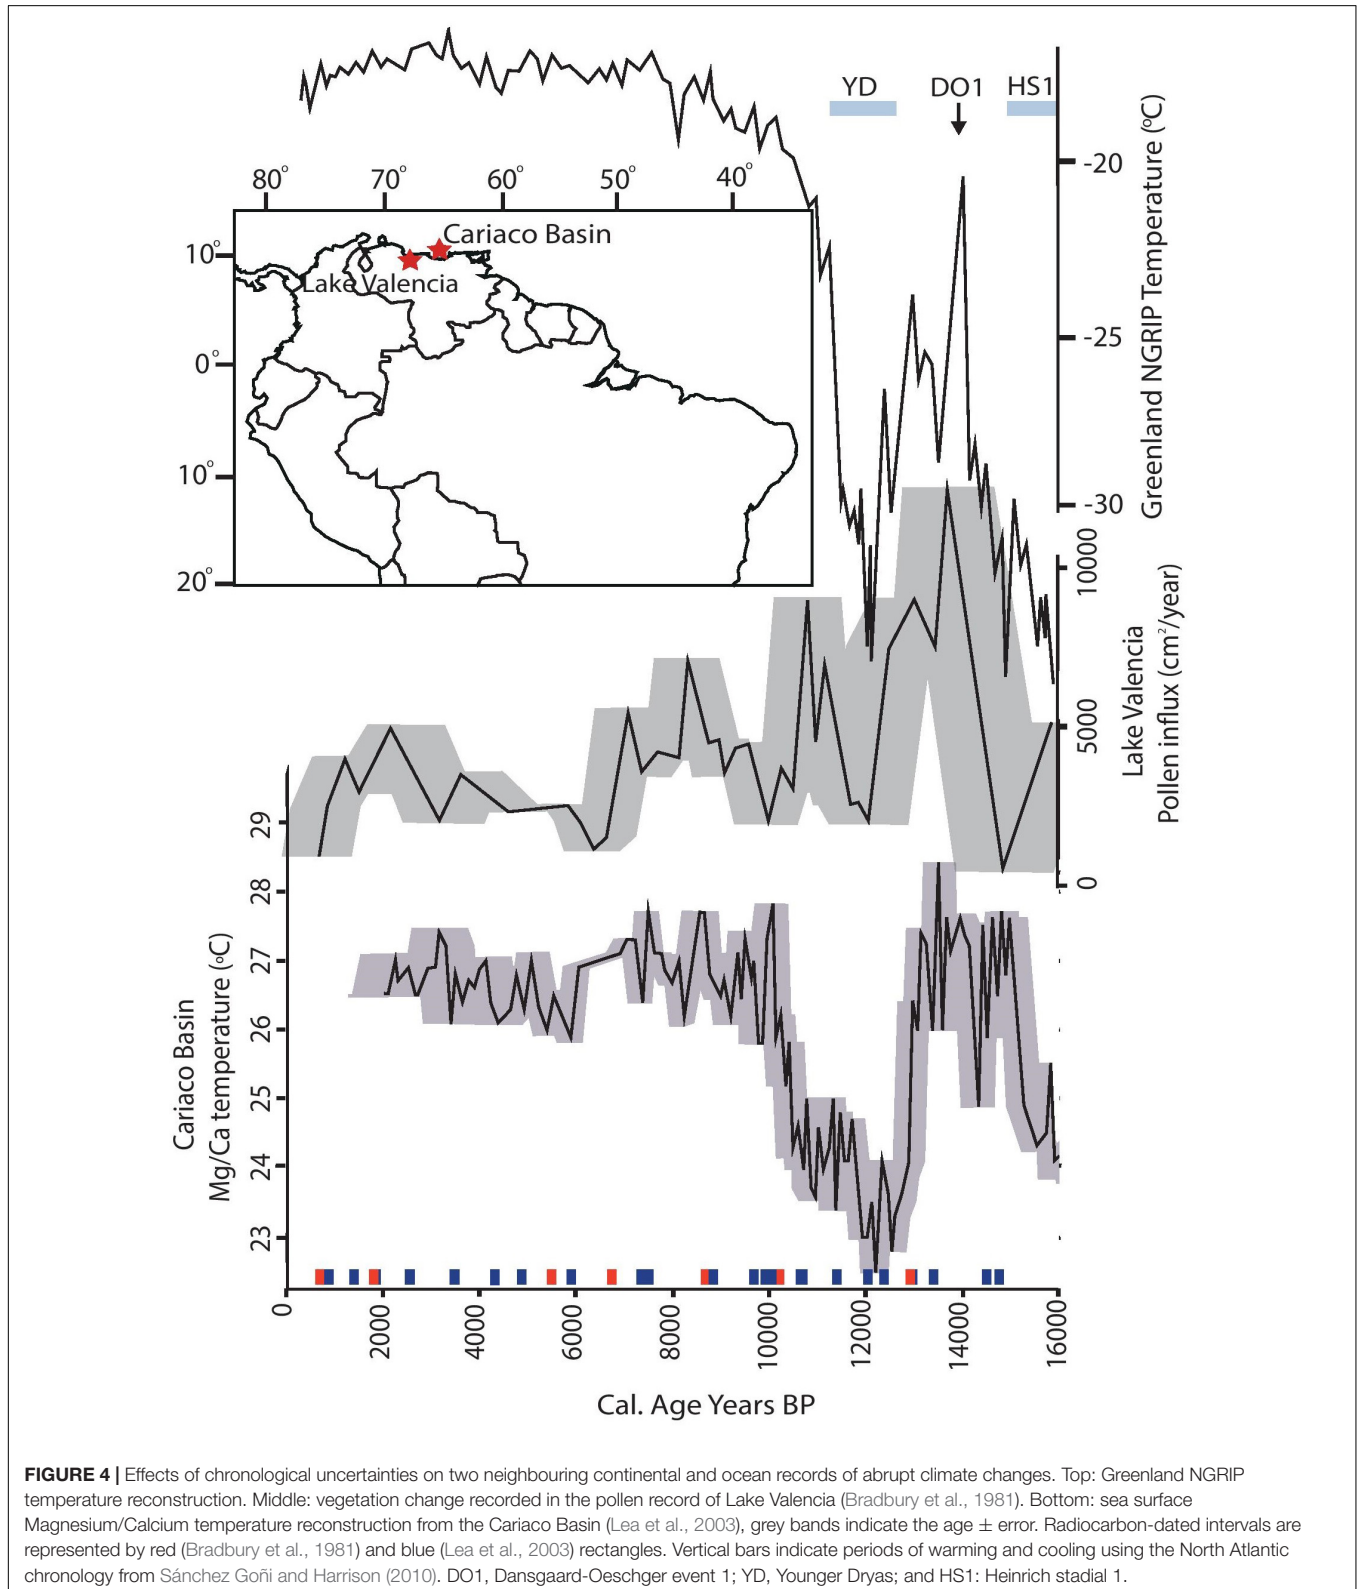 YD
DO1
HS1
Greenland NGRIP Temperature (ºC)
-20
-25
-30
80°
70°
60°
50°
40°
10°
0°
10°
20°
Cariaco Basin
Lake Valencia
Lake Valencia
Pollen influx (cm²/year)
10000
5000
0
Cariaco Basin
Mg/Ca temperature (ºC)
29
28
27
26
25
24
23
0
2000
4000
6000
8000
10000
12000
14000
16000
Cal. Age Years BP
FIGURE 4 | Effects of chronological uncertainties on two neighbouring continental and ocean records of abrupt climate changes. Top: Greenland NGRIP
temperature reconstruction. Middle: vegetation change recorded in the pollen record of Lake Valencia (Bradbury et al., 1981). Bottom: sea surface
Magnesium/Calcium temperature reconstruction from the Cariaco Basin (Lea et al., 2003), grey bands indicate the age ± error. Radiocarbon-dated intervals are
represented by red (Bradbury et al., 1981) and blue (Lea et al., 2003) rectangles. Vertical bars indicate periods of warming and cooling using the North Atlantic
chronology from Sánchez Goñi and Harrison (2010). DO1, Dansgaard-Oeschger event 1; YD, Younger Dryas; and HS1: Heinrich stadial 1.